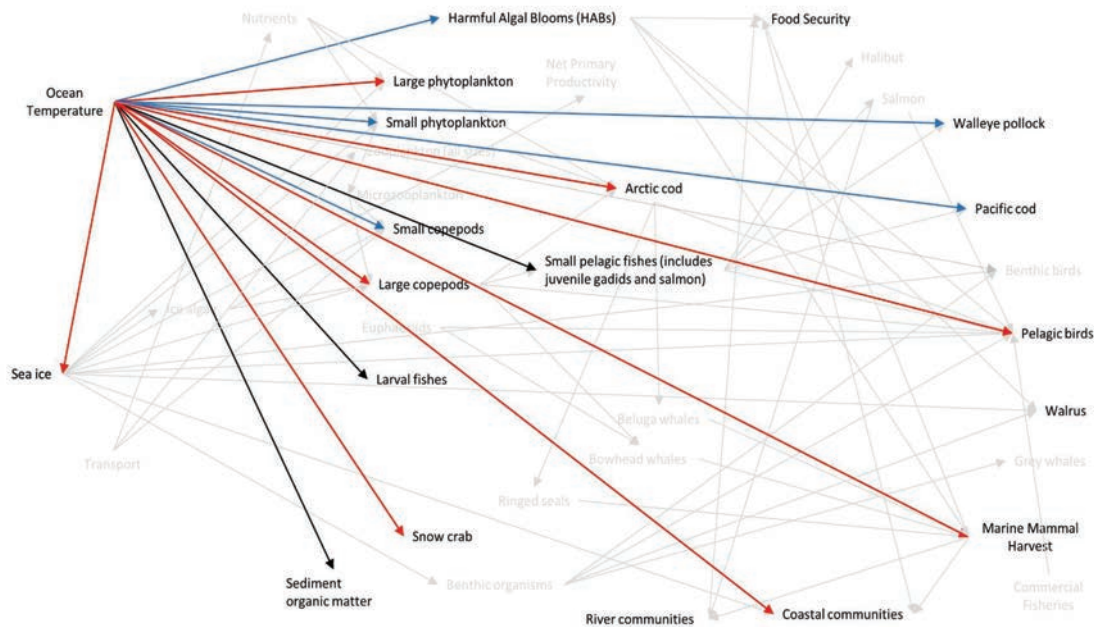 Nutrients
Harmful Algal Blooms (HABs)
Food Security
Halibut
Net Primary
Productivity
Large phytoplankton
Ocean
Temperature
Salmon
Small phytoplankton
Walleye pollock
Zooplankton (all sizes)
Microzooplankton
Arctic cod
Pacific cod
Small copepods
Small pelagic fishes (includes
juvenile gadids and salmon)
Benthic birds
Large copepods
Ice algae
Euphausiids
Pelagic birds
Sea ice
Larval fishes
Walrus
Beluga whales
Transport
Bowhead whales
Grey whales
Ringed seals
Snow crab
Marine Mammal
Harvest
Sediment
organic matter
Benthic organisms
Commercial
Fisheries
River communities
Coastal communities